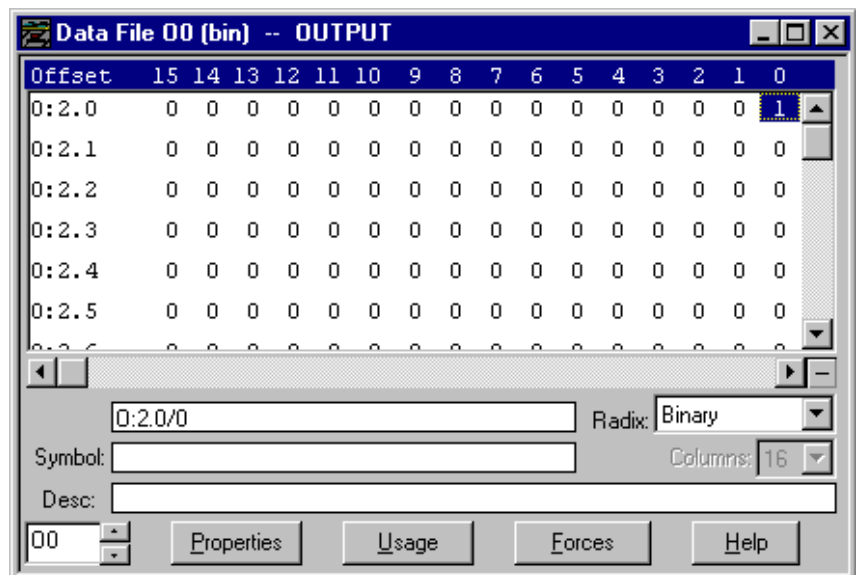 Data File O0 (bin) -- OUTPUT
Offset 15 14 13 12 11 10 9 8 7 6 5 4 3 2 1 0
O:2.0 0 0 0 0 0 0 0 0 0 0 0 0 0 0 0 1
O:2.1 0 0 0 0 0 0 0 0 0 0 0 0 0 0 0 0
O:2.2 0 0 0 0 0 0 0 0 0 0 0 0 0 0 0 0
O:2.3 0 0 0 0 0 0 0 0 0 0 0 0 0 0 0 0
O:2.4 0 0 0 0 0 0 0 0 0 0 0 0 0 0 0 0
O:2.5 0 0 0 0 0 0 0 0 0 0 0 0 0 0 0 0
O:2.0/0 Radix: Binary
Symbol: Columns: 16
Desc:
O0 Properties Usage Forces Help